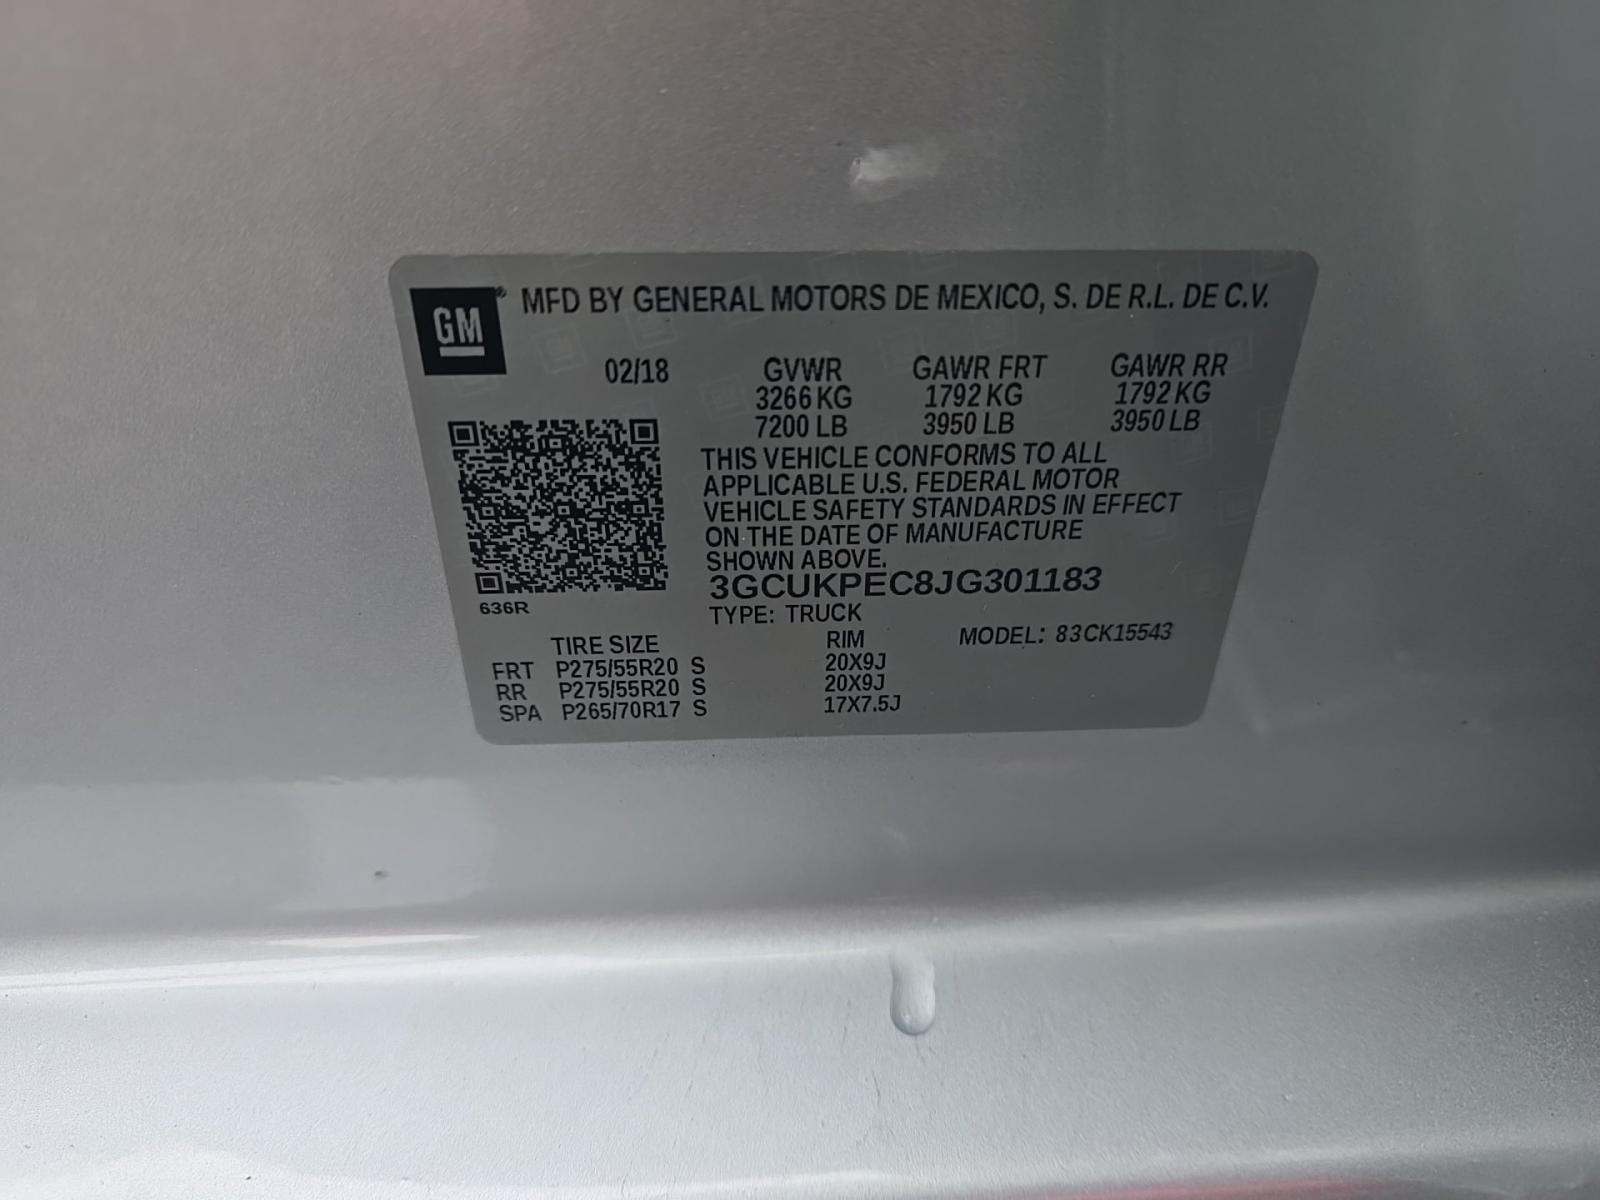 GM
MFD BY GENERAL MOTORS DE MEXICO, S. DE R.L. DE C.V.
02/18 GVWR GAWR FRT GAWR RR
3266 KG 1792 KG 1792 KG
7200 LB 3950 LB 3950 LB
THIS VEHICLE CONFORMS TO ALL
APPLICABLE U.S. FEDERAL MOTOR
VEHICLE SAFETY STANDARDS IN EFFECT
ON THE DATE OF MANUFACTURE
SHOWN ABOVE.
3GCUKPEC8JG301183
636R
TYPE: TRUCK
TIRE SIZE RIM MODEL: 83CK15543
FRT P275/55R20 S 20X9J
RR P275/55R20 S 20X9J
SPA P265/70R17 S 17X7.5J